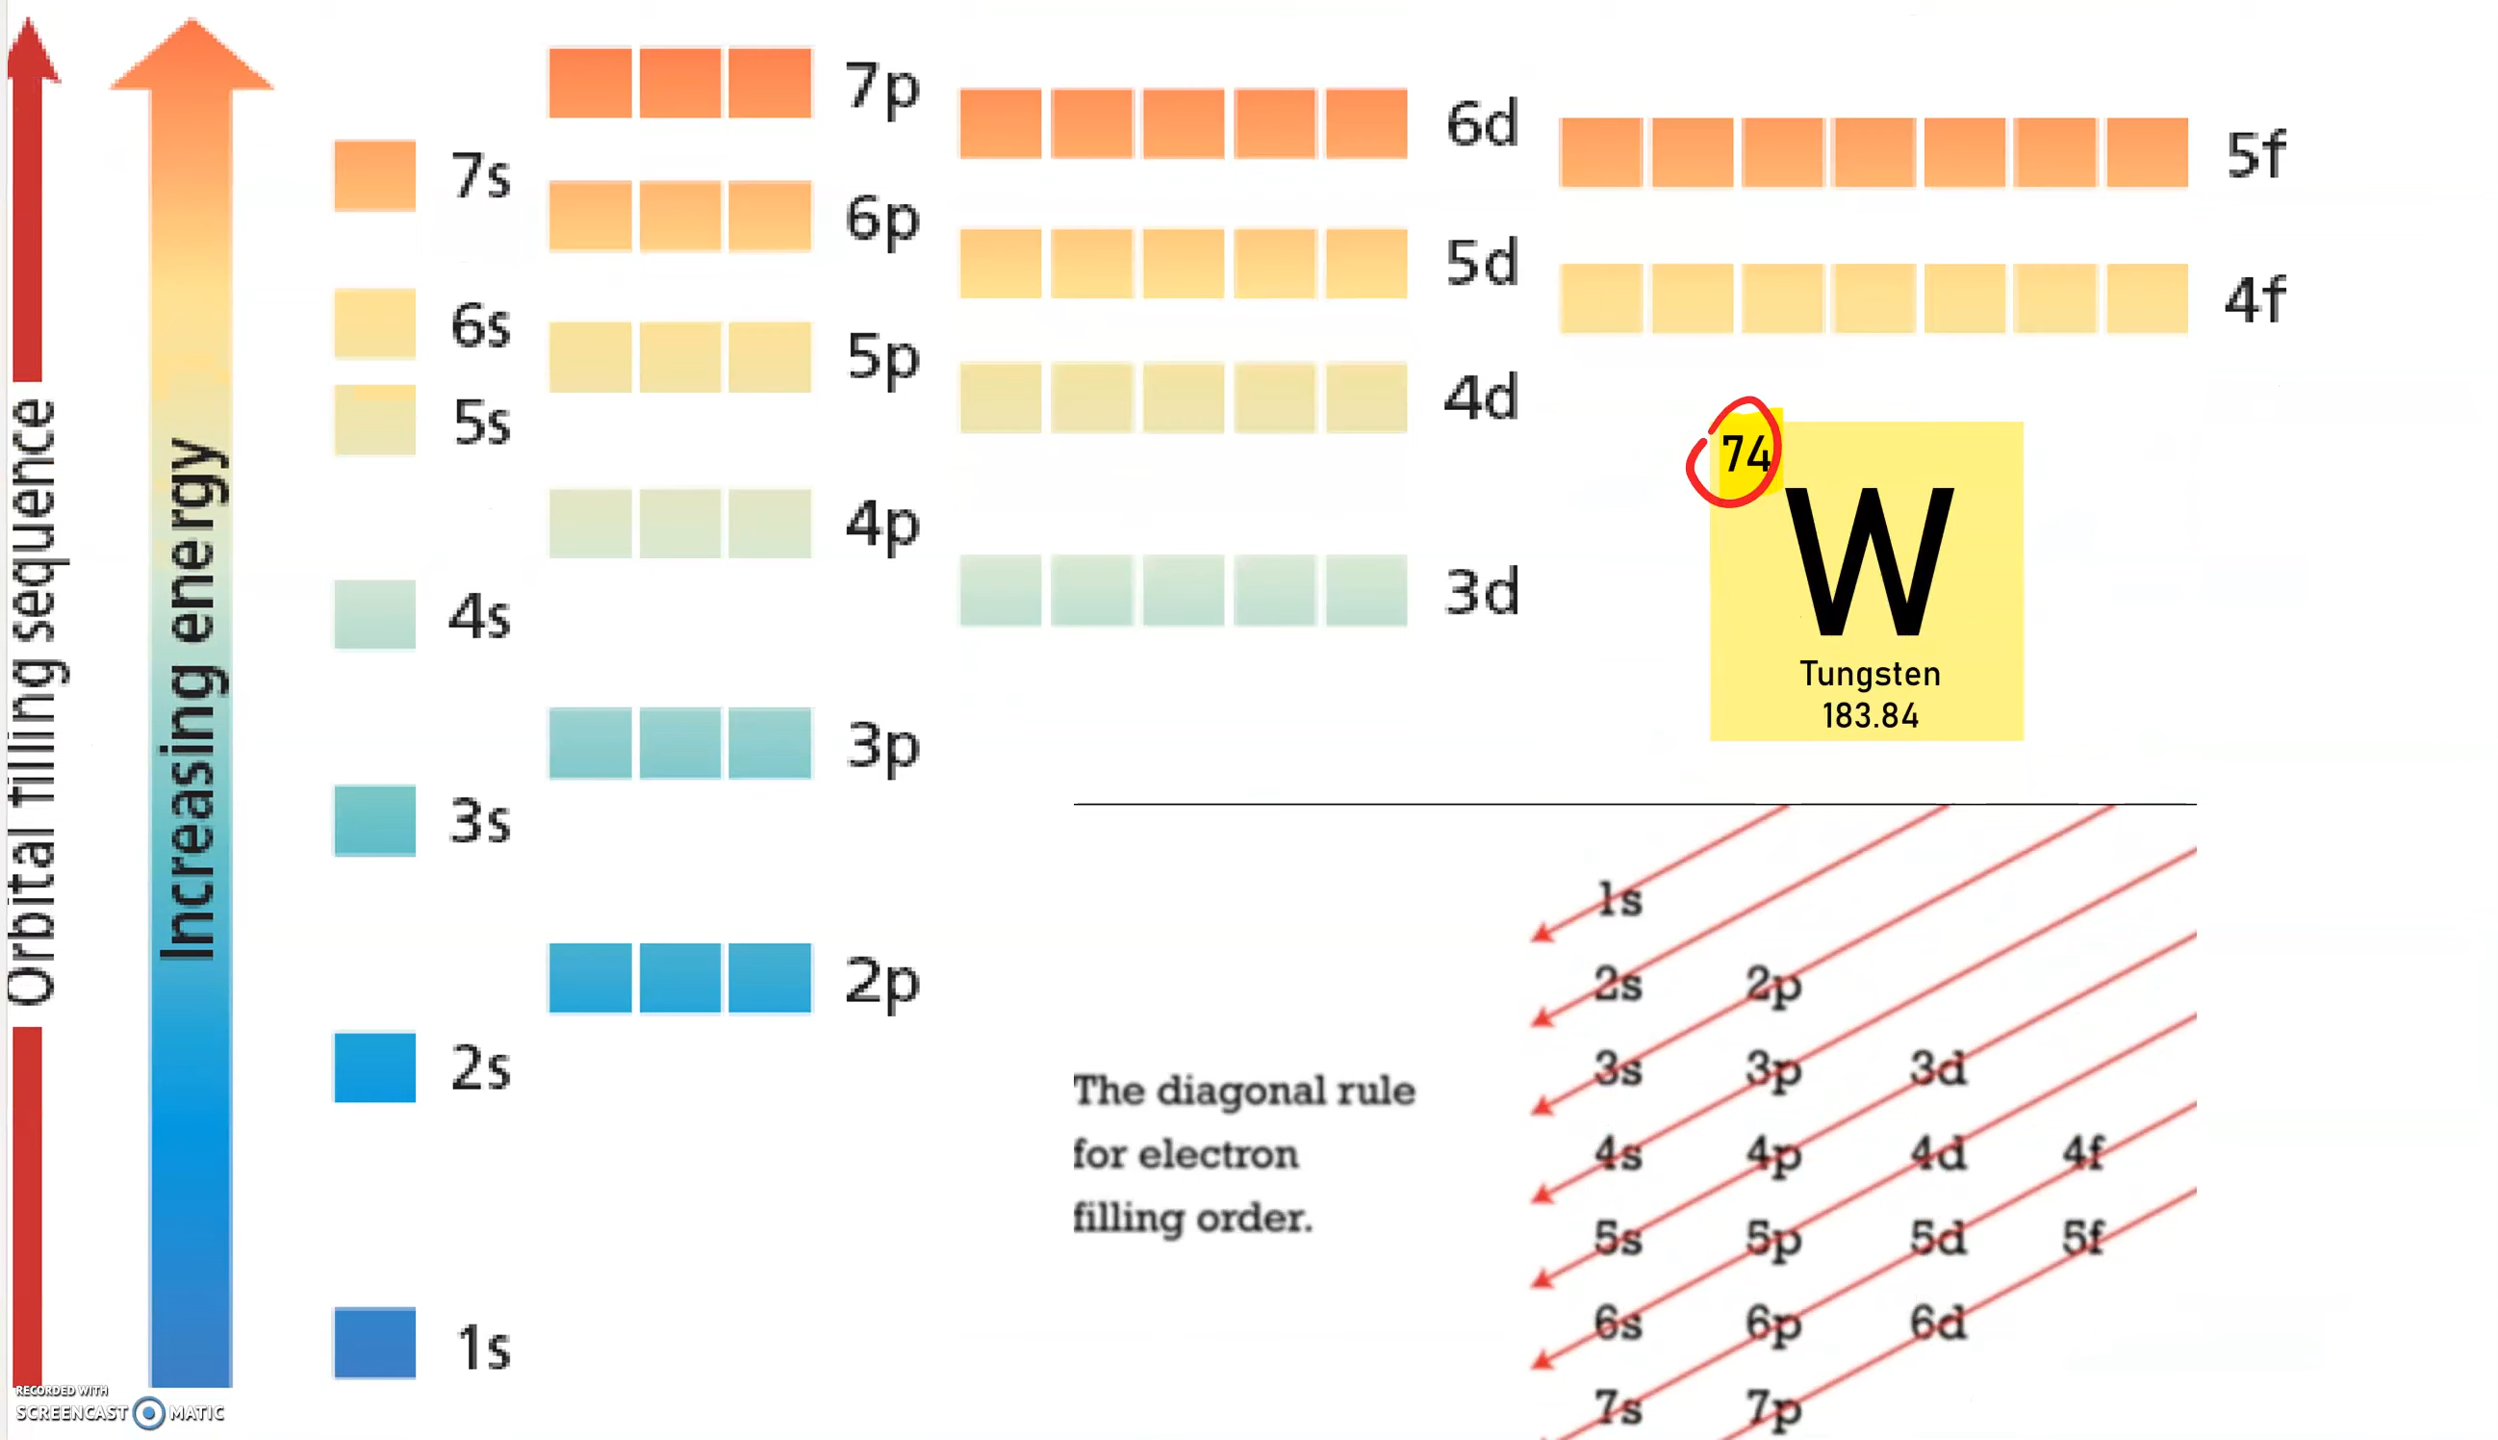 Orbital filling sequence
Increasing energy
7p
6d
5f
7s
6p
5d
4f
6s
5p
4d
5s
4p
3d
4s
3p
3s
2p
2s
1s
74
W
Tungsten
183.84
The diagonal rule
for electron
filling order.
1s
2s 2p
3s 3p 3d
4s 4p 4d 4f
5s 5p 5d 5f
6s 6p 6d
7s 7p
RECORDED WITH
SCREENCAST MATIC